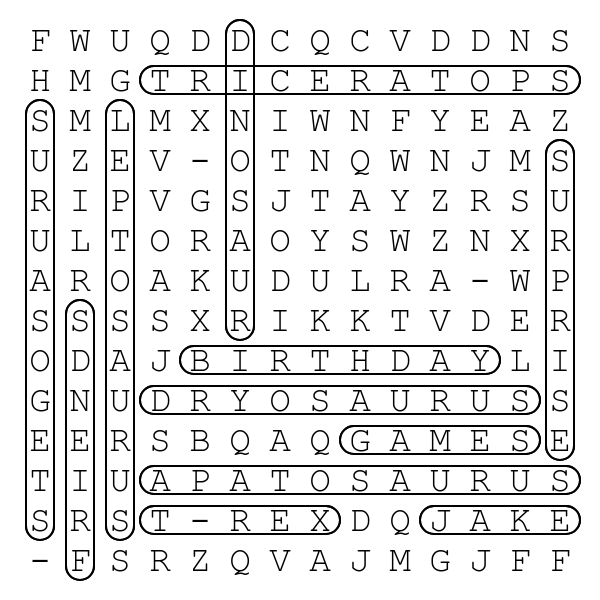 F W U Q D D C Q C V D D N S
H M G T R I C E R A T O P S
S M L M X N I W N F Y E A Z
U Z E V - O T N Q W N J M S
R I P V G S J T A Y Z R S U
U L T O R A O Y S W Z N X R
A R O A K U D U L R A - W P
S S S S X R I K K T V D E R
O D A J B I R T H D A Y L I
G N U D R Y O S A U R U S S
E E R S B Q A Q G A M E S E
T I U A P A T O S A U R U S
S R S T - R E X D Q J A K E
- F S R Z Q V A J M G J F F